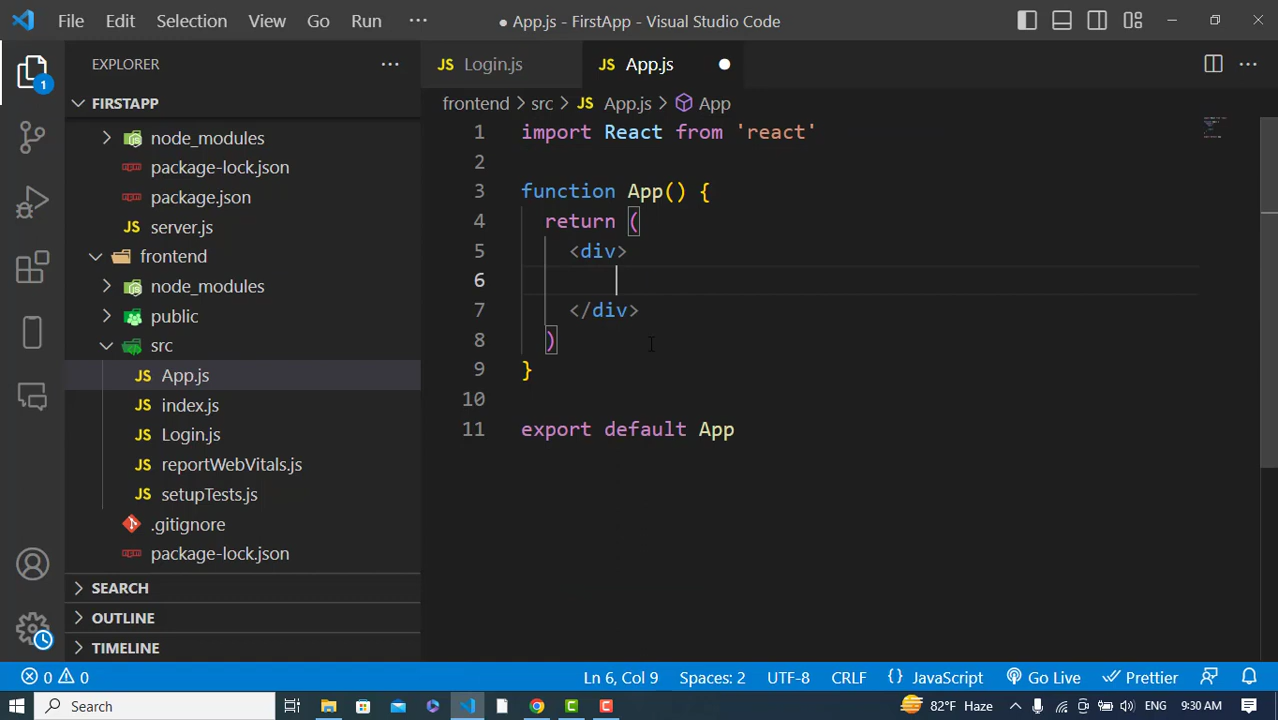 File Edit Selection View Go Run ··· ● App.js - FirstApp - Visual Studio Code
EXPLORER ···
FIRSTAPP
node_modules
package-lock.json
package.json
JS server.js
frontend
node_modules
public
src
JS App.js
JS index.js
JS Login.js
JS reportWebVitals.js
JS setupTests.js
.gitignore
package-lock.json
SEARCH
OUTLINE
TIMELINE
1
JS Login.js JS App.js ●
frontend > src > JS App.js > App
1 import React from 'react'
2
3 function App() {
4 return (
5 <div>
6
7 </div>
8 )
9 }
10
11 export default App
0 0 Ln 6, Col 9 Spaces: 2 UTF-8 CRLF {} JavaScript Go Live Prettier
Search 82°F Haze ENG 9:30 AM